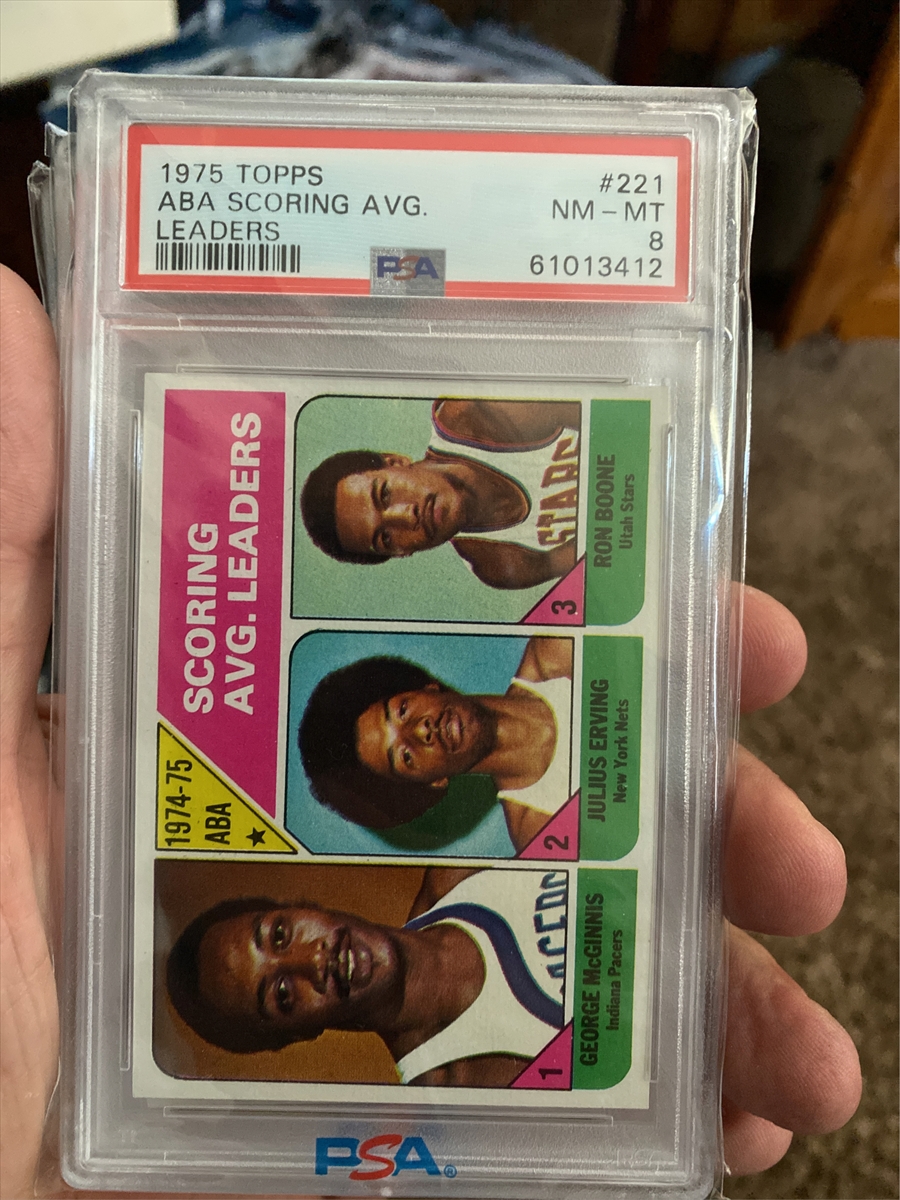 1975 TOPPS #221
ABA SCORING AVG. NM - MT
LEADERS 8
PSA 61013412
1974-75
ABA
SCORING
AVG. LEADERS
1
GEORGE McGINNIS
Indiana Pacers
2
JULIUS ERVING
New York Nets
STARS
3
RON BOONE
Utah Stars
PSA®